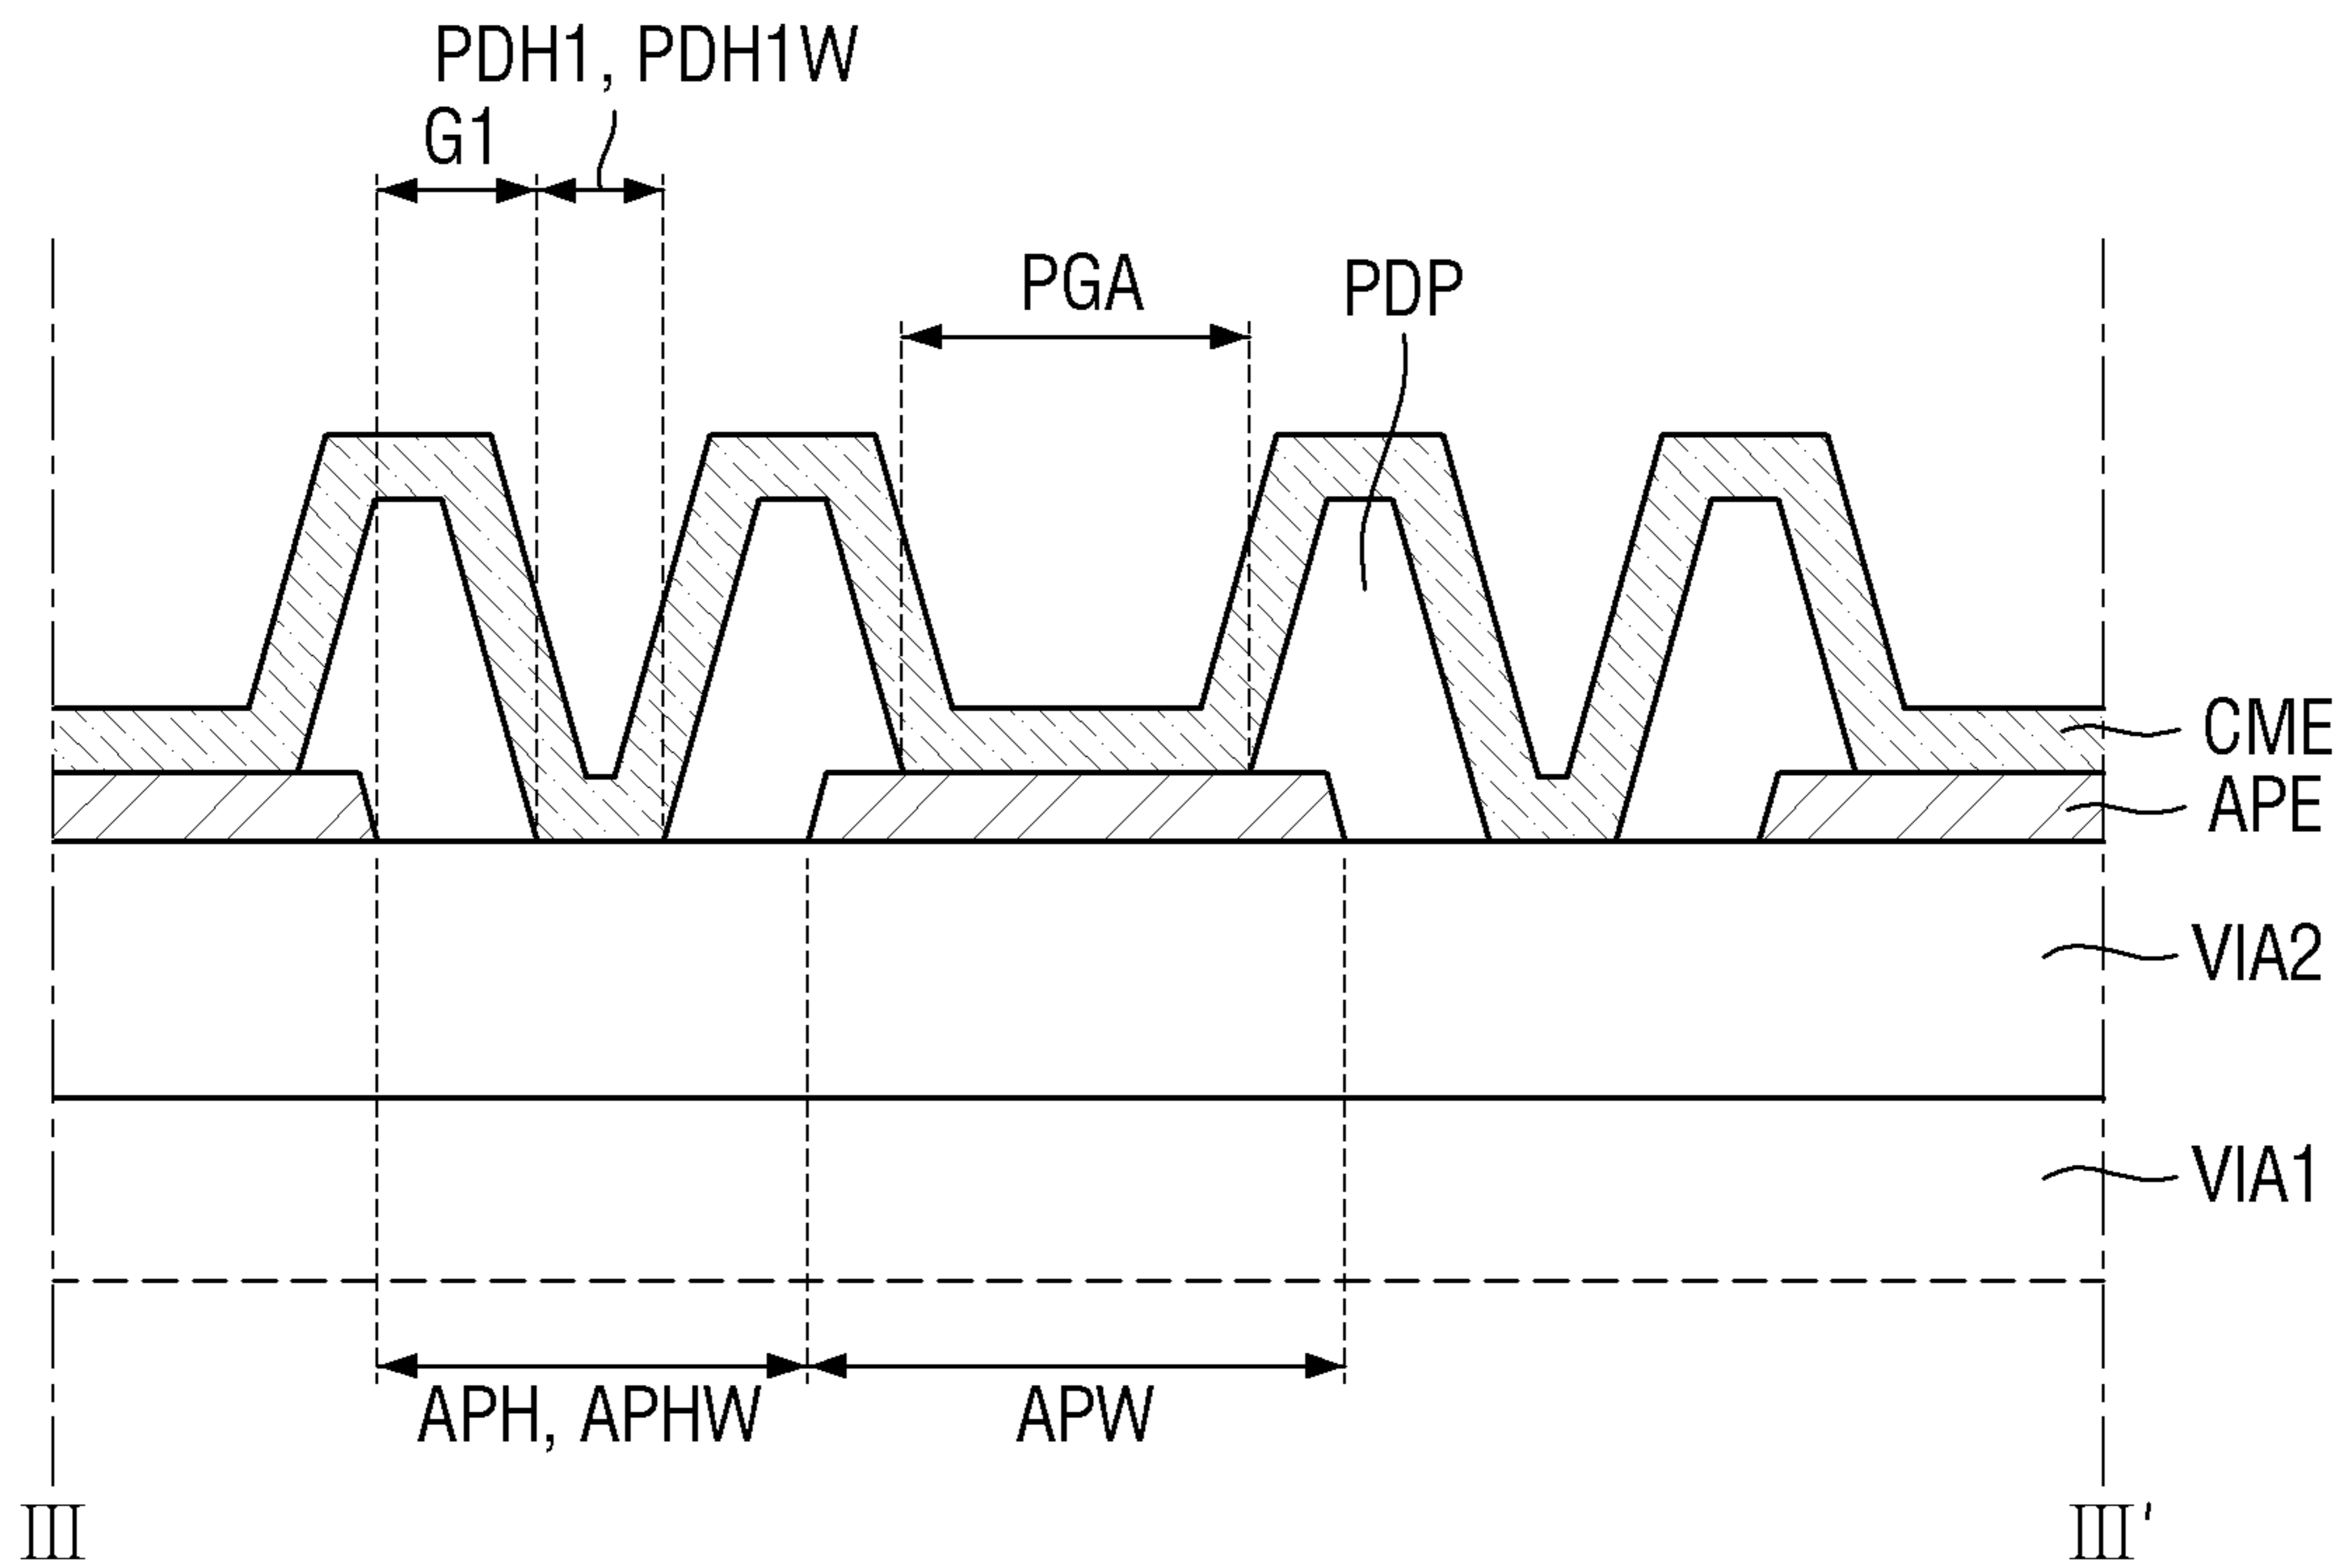 PDH1, PDH1W
G1
PGA
PDP
CME
APE
VIA2
VIA1
APH, APHW
APW
III
III'